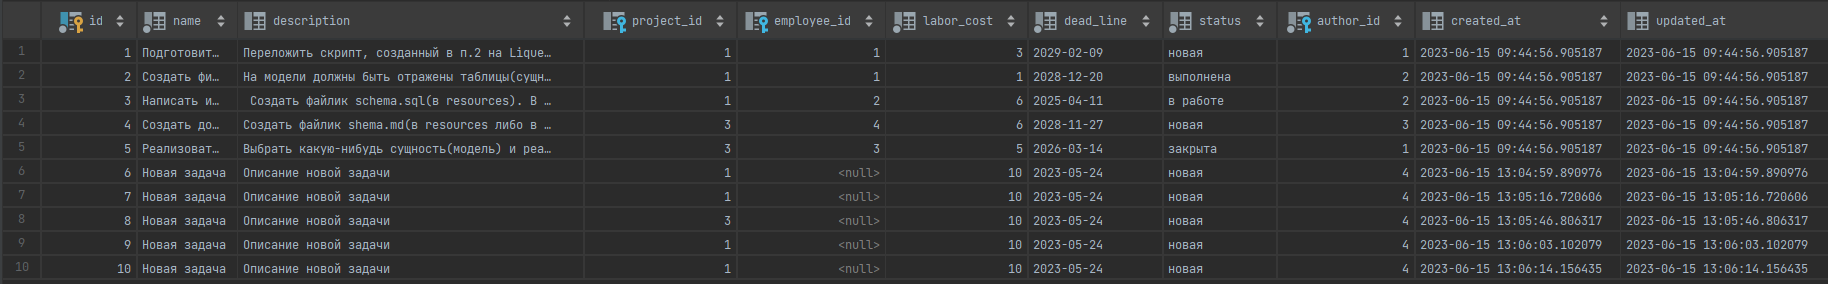 id name description project_id employee_id labor_cost dead_line status author_id created_at updated_at
1 1 Подготовит… Переложить скрипт, созданный в п.2 на Lique… 1 1 3 2029-02-09 новая 1 2023-06-15 09:44:56.905187 2023-06-15 09:44:56.905187
2 2 Создать фи… На модели должны быть отражены таблицы(сущн… 1 1 1 2028-12-20 выполнена 2 2023-06-15 09:44:56.905187 2023-06-15 09:44:56.905187
3 3 Написать и… Создать файлик schema.sql(в resources). В … 1 2 6 2025-04-11 в работе 2 2023-06-15 09:44:56.905187 2023-06-15 09:44:56.905187
4 4 Создать до… Создать файлик shema.md(в resources либо в … 3 4 6 2028-11-27 новая 3 2023-06-15 09:44:56.905187 2023-06-15 09:44:56.905187
5 5 Реализоват… Выбрать какую-нибудь сущность(модель) и реа… 3 3 5 2026-03-14 закрыта 1 2023-06-15 09:44:56.905187 2023-06-15 09:44:56.905187
6 6 Новая задача Описание новой задачи 1 <null> 10 2023-05-24 новая 4 2023-06-15 13:04:59.890976 2023-06-15 13:04:59.890976
7 7 Новая задача Описание новой задачи 1 <null> 10 2023-05-24 новая 4 2023-06-15 13:05:16.720606 2023-06-15 13:05:16.720606
8 8 Новая задача Описание новой задачи 3 <null> 10 2023-05-24 новая 4 2023-06-15 13:05:46.806317 2023-06-15 13:05:46.806317
9 9 Новая задача Описание новой задачи 1 <null> 10 2023-05-24 новая 4 2023-06-15 13:06:03.102079 2023-06-15 13:06:03.102079
10 10 Новая задача Описание новой задачи 1 <null> 10 2023-05-24 новая 4 2023-06-15 13:06:14.156435 2023-06-15 13:06:14.156435